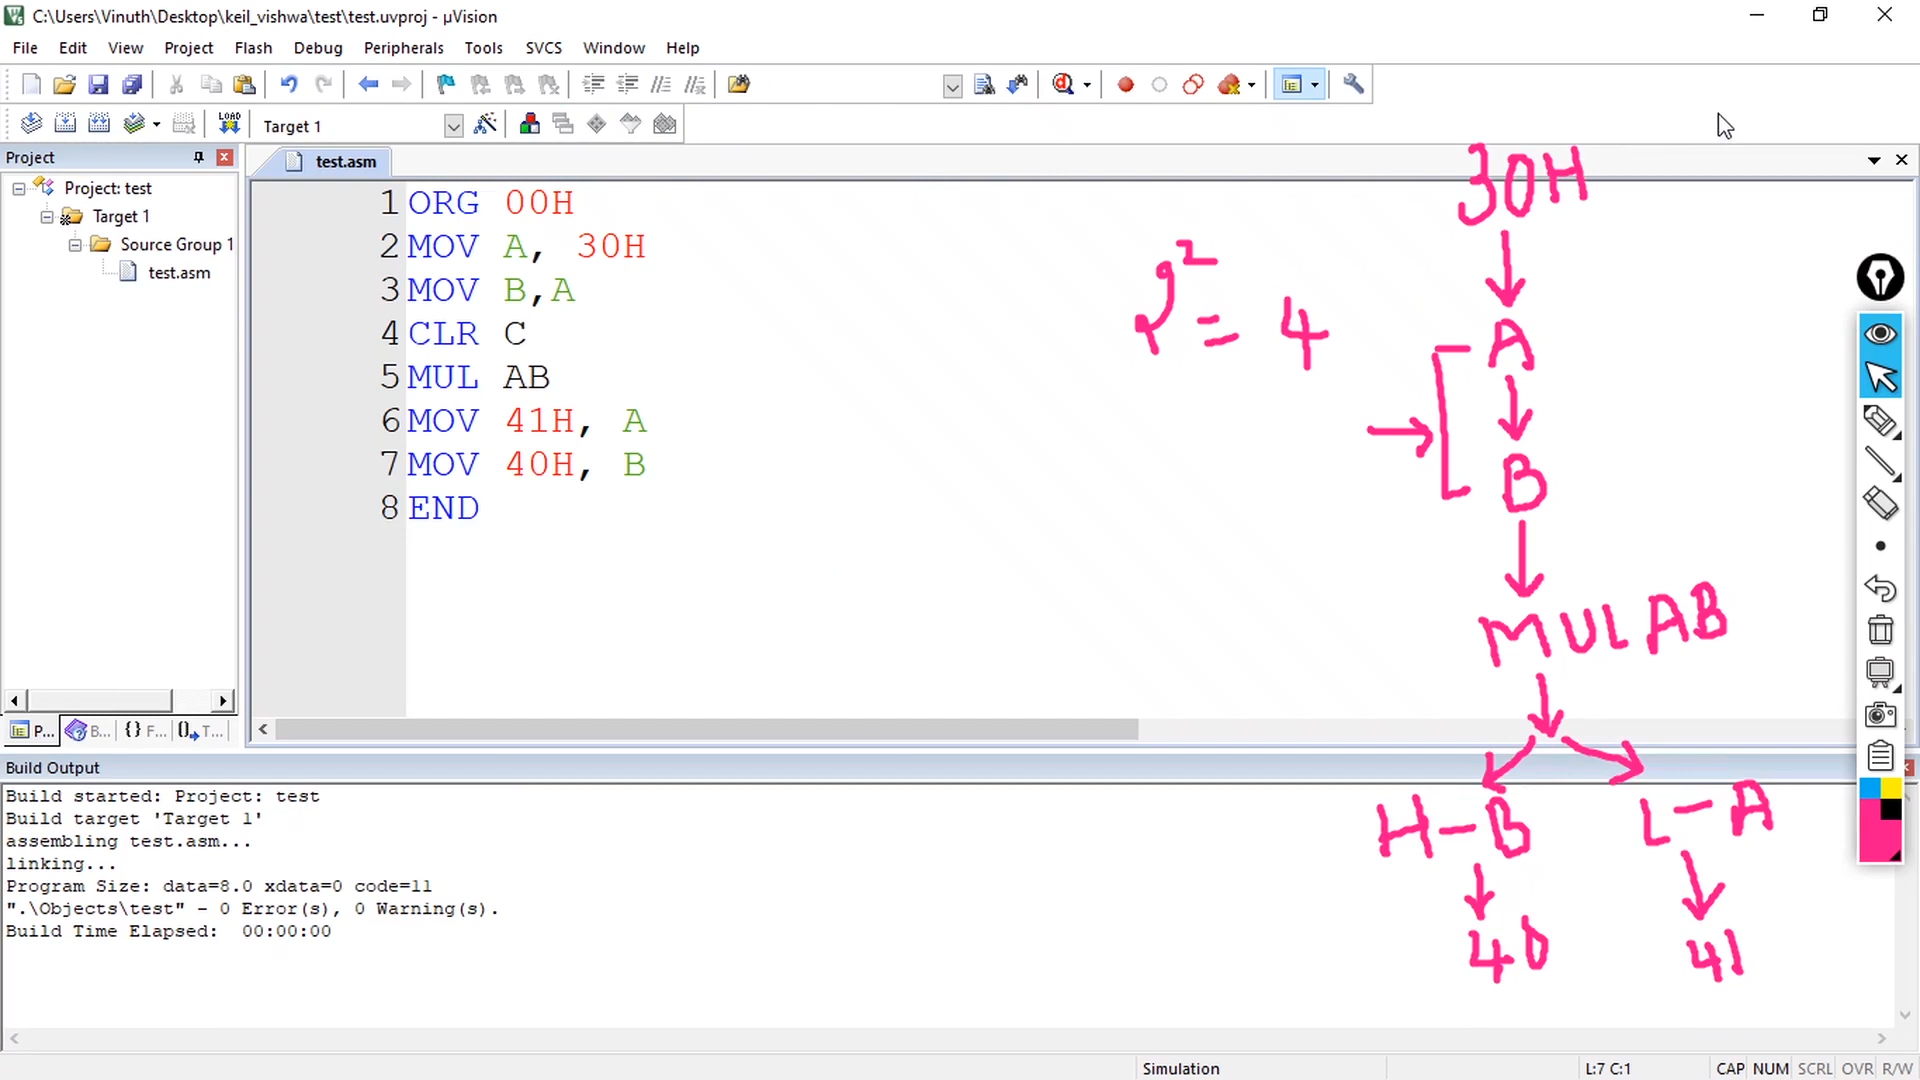 C:\Users\Vinuth\Desktop\keil_vishwa\test\test.uvproj - µVision
File Edit View Project Flash Debug Peripherals Tools SVCS Window Help
LOAD Target 1
Project
Project: test
Target 1
Source Group 1
test.asm
P... B... {} F... T...
test.asm
1 ORG 00H
2 MOV A, 30H
3 MOV B,A
4 CLR C
5 MUL AB
6 MOV 41H, A
7 MOV 40H, B
8 END
30H
2² = 4
A
B
MUL AB
H-B L-A
40 41
Build Output
Build started: Project: test
Build target 'Target 1'
assembling test.asm...
linking...
Program Size: data=8.0 xdata=0 code=11
".\Objects\test" - 0 Error(s), 0 Warning(s).
Build Time Elapsed:  00:00:00
Simulation L:7 C:1 CAP NUM SCRL OVR R/W